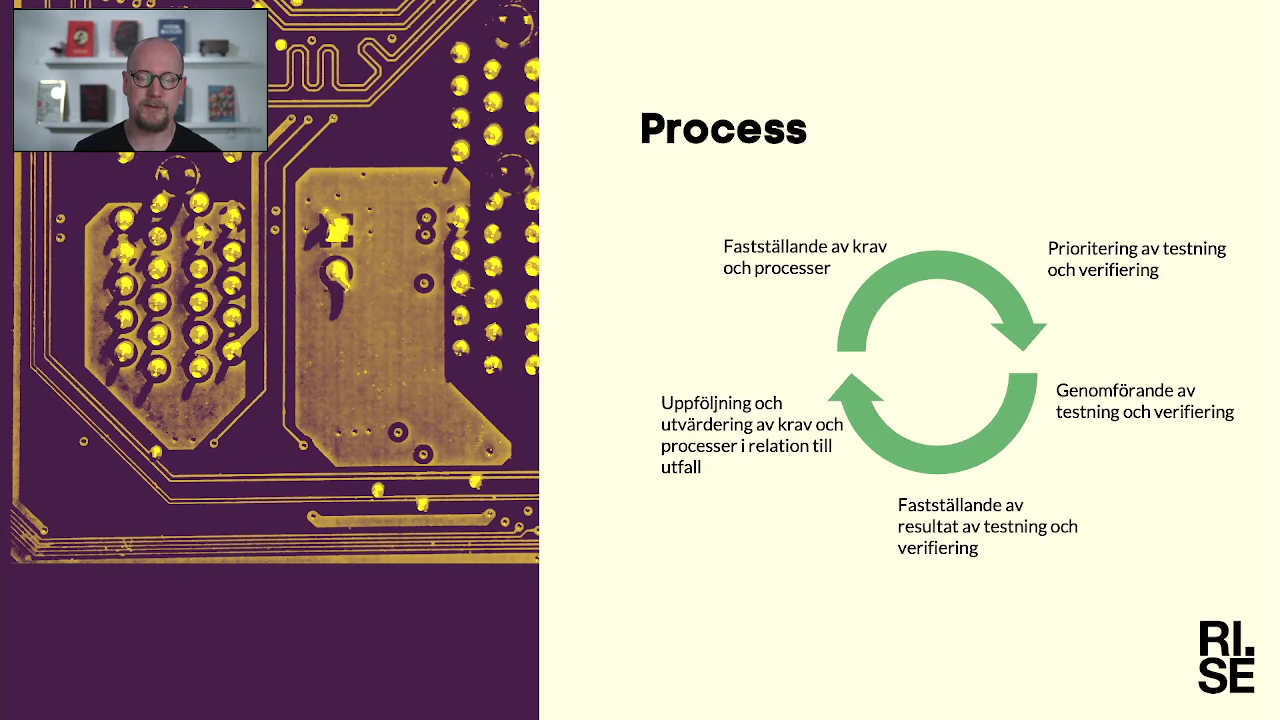 Process
Fastställande av krav
och processer
Prioritering av testning
och verifiering
Genomförande av
testning och verifiering
Fastställande av
resultat av testning och
verifiering
Uppföljning och
utvärdering av krav och
processer i relation till
utfall
RI.
SE